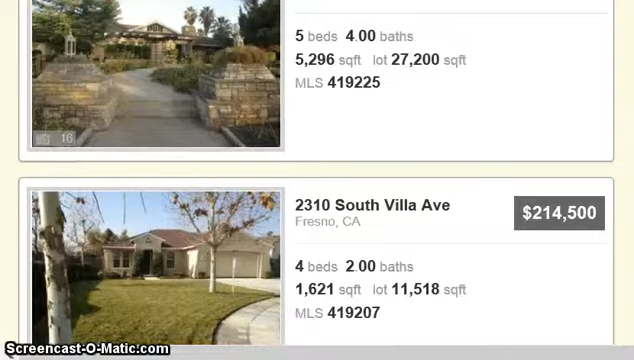 5 beds 4.00 baths
5,296 sqft lot 27,200 sqft
MLS 419225
16
2310 South Villa Ave
Fresno, CA
$214,500
4 beds 2.00 baths
1,621 sqft lot 11,518 sqft
MLS 419207
Screencast-O-Matic.com